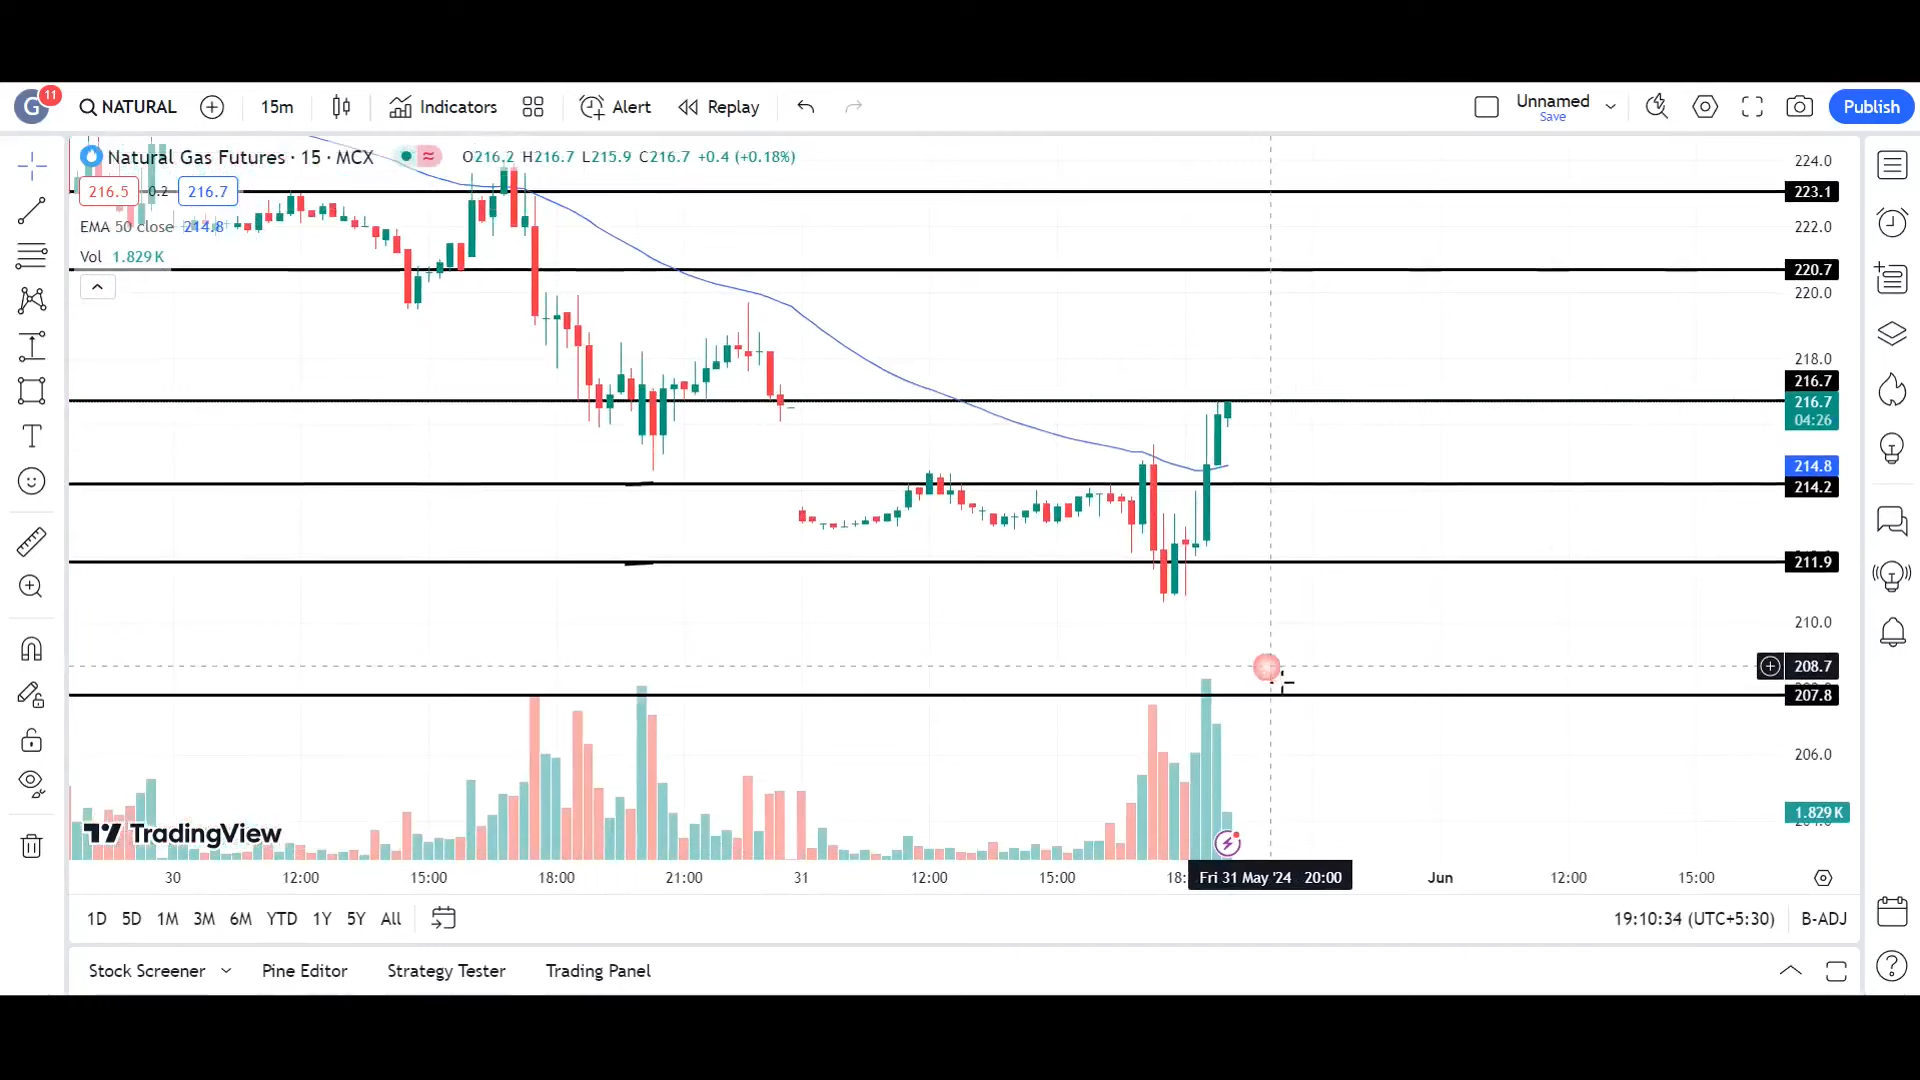 G 11 NATURAL 15m Indicators Alert Replay Unnamed Save Publish
Natural Gas Futures · 15 · MCX O216.2 H216.7 L215.9 C216.7 +0.4 (+0.18%)
216.5 0.2 216.7
EMA 50 close 214.8
Vol 1.829 K
224.0
223.1
222.0
220.7
220.0
218.0
216.7
216.7
04:26
214.8
214.2
211.9
210.0
208.7
207.8
206.0
1.829 K
TradingView
30 12:00 15:00 18:00 21:00 31 12:00 15:00 18: Fri 31 May '24 20:00 Jun 12:00 15:00
1D 5D 1M 3M 6M YTD 1Y 5Y All 19:10:34 (UTC+5:30) B-ADJ
Stock Screener Pine Editor Strategy Tester Trading Panel